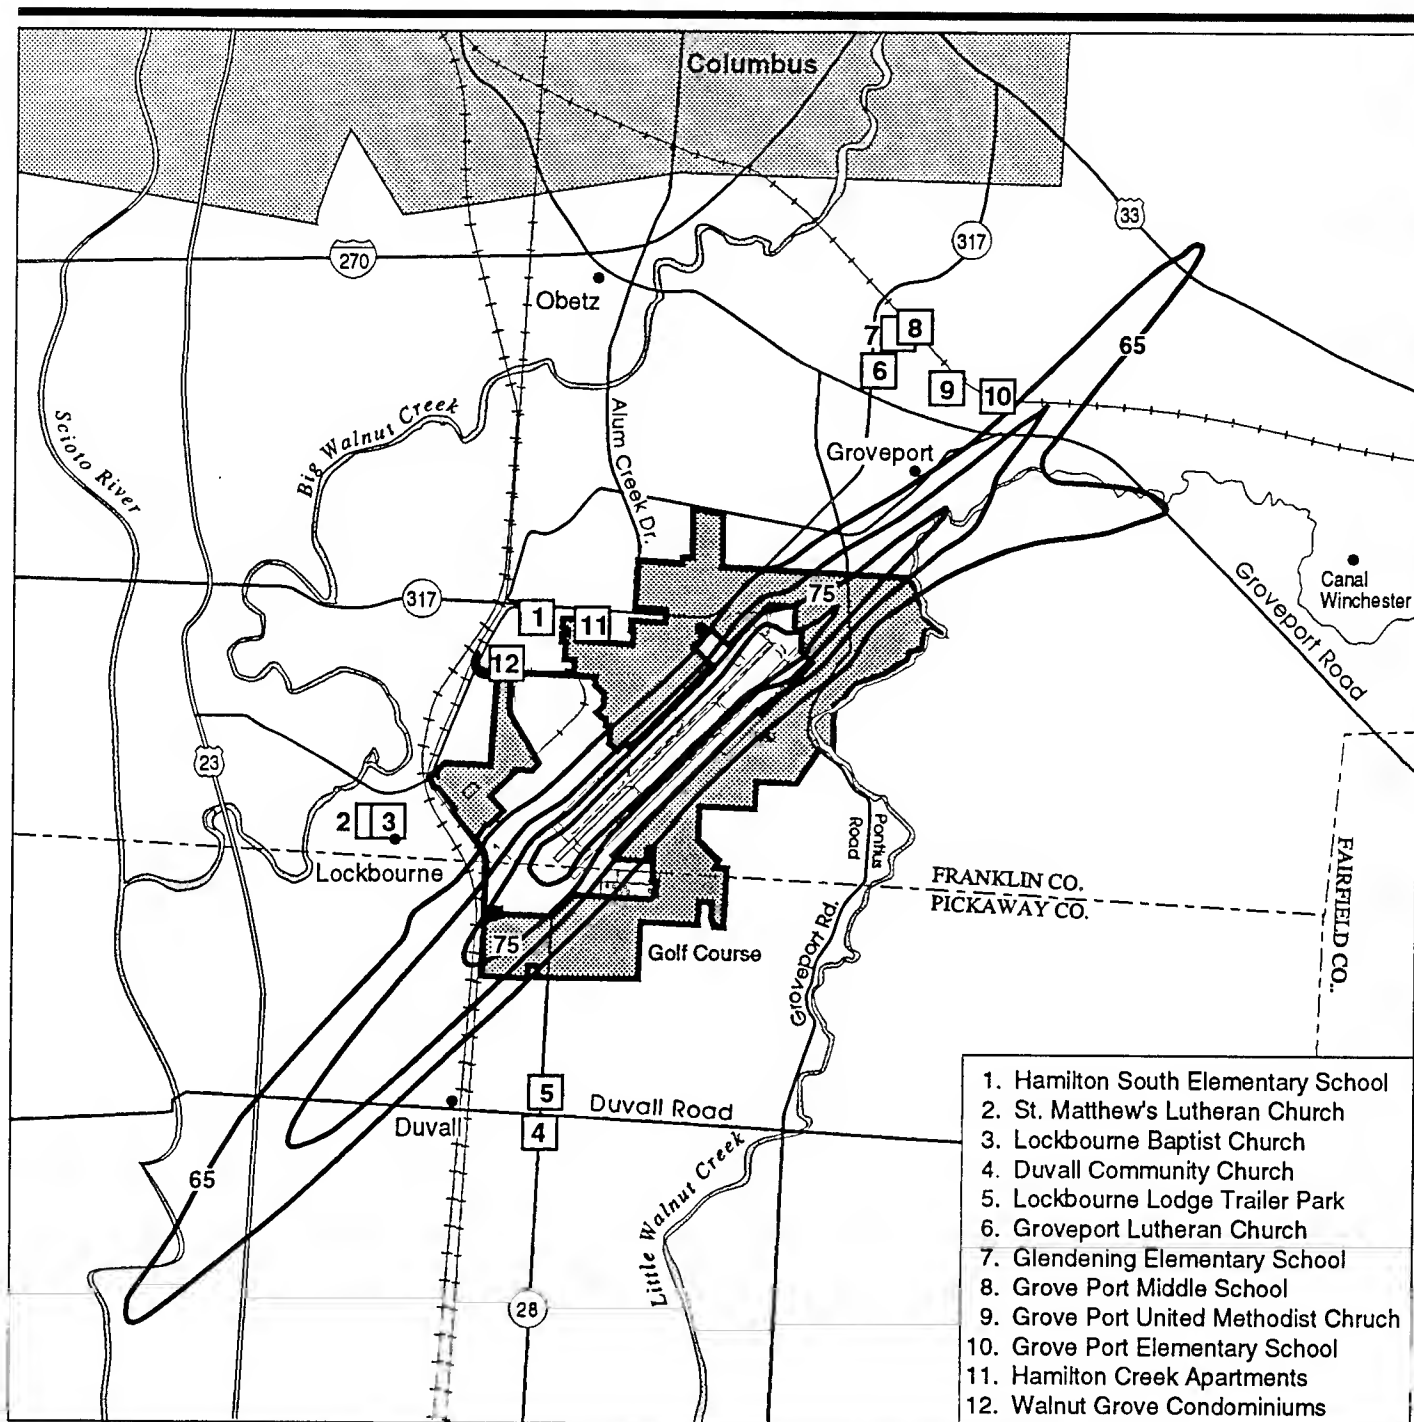 Columbus
33
317
270
Obetz
65
7
8
6
9
10
Scioto River
Big Walnut Creek
Alum Creek Dr.
Groveport
Groveport Road
Canal
Winchester
317
75
1
11
12
23
2
3
Lockbourne
Pontius
Road
FRANKLIN CO.
PICKAWAY CO.
FAIRFIELD CO.
75
Golf Course
Groveport Rd.
5
Duvall Road
4
Duvall
65
Little Walnut Creek
28
1. Hamilton South Elementary School
2. St. Matthew's Lutheran Church
3. Lockbourne Baptist Church
4. Duvall Community Church
5. Lockbourne Lodge Trailer Park
6. Groveport Lutheran Church
7. Glendening Elementary School
8. Grove Port Middle School
9. Grove Port United Methodist Chruch
10. Grove Port Elementary School
11. Hamilton Creek Apartments
12. Walnut Grove Condominiums